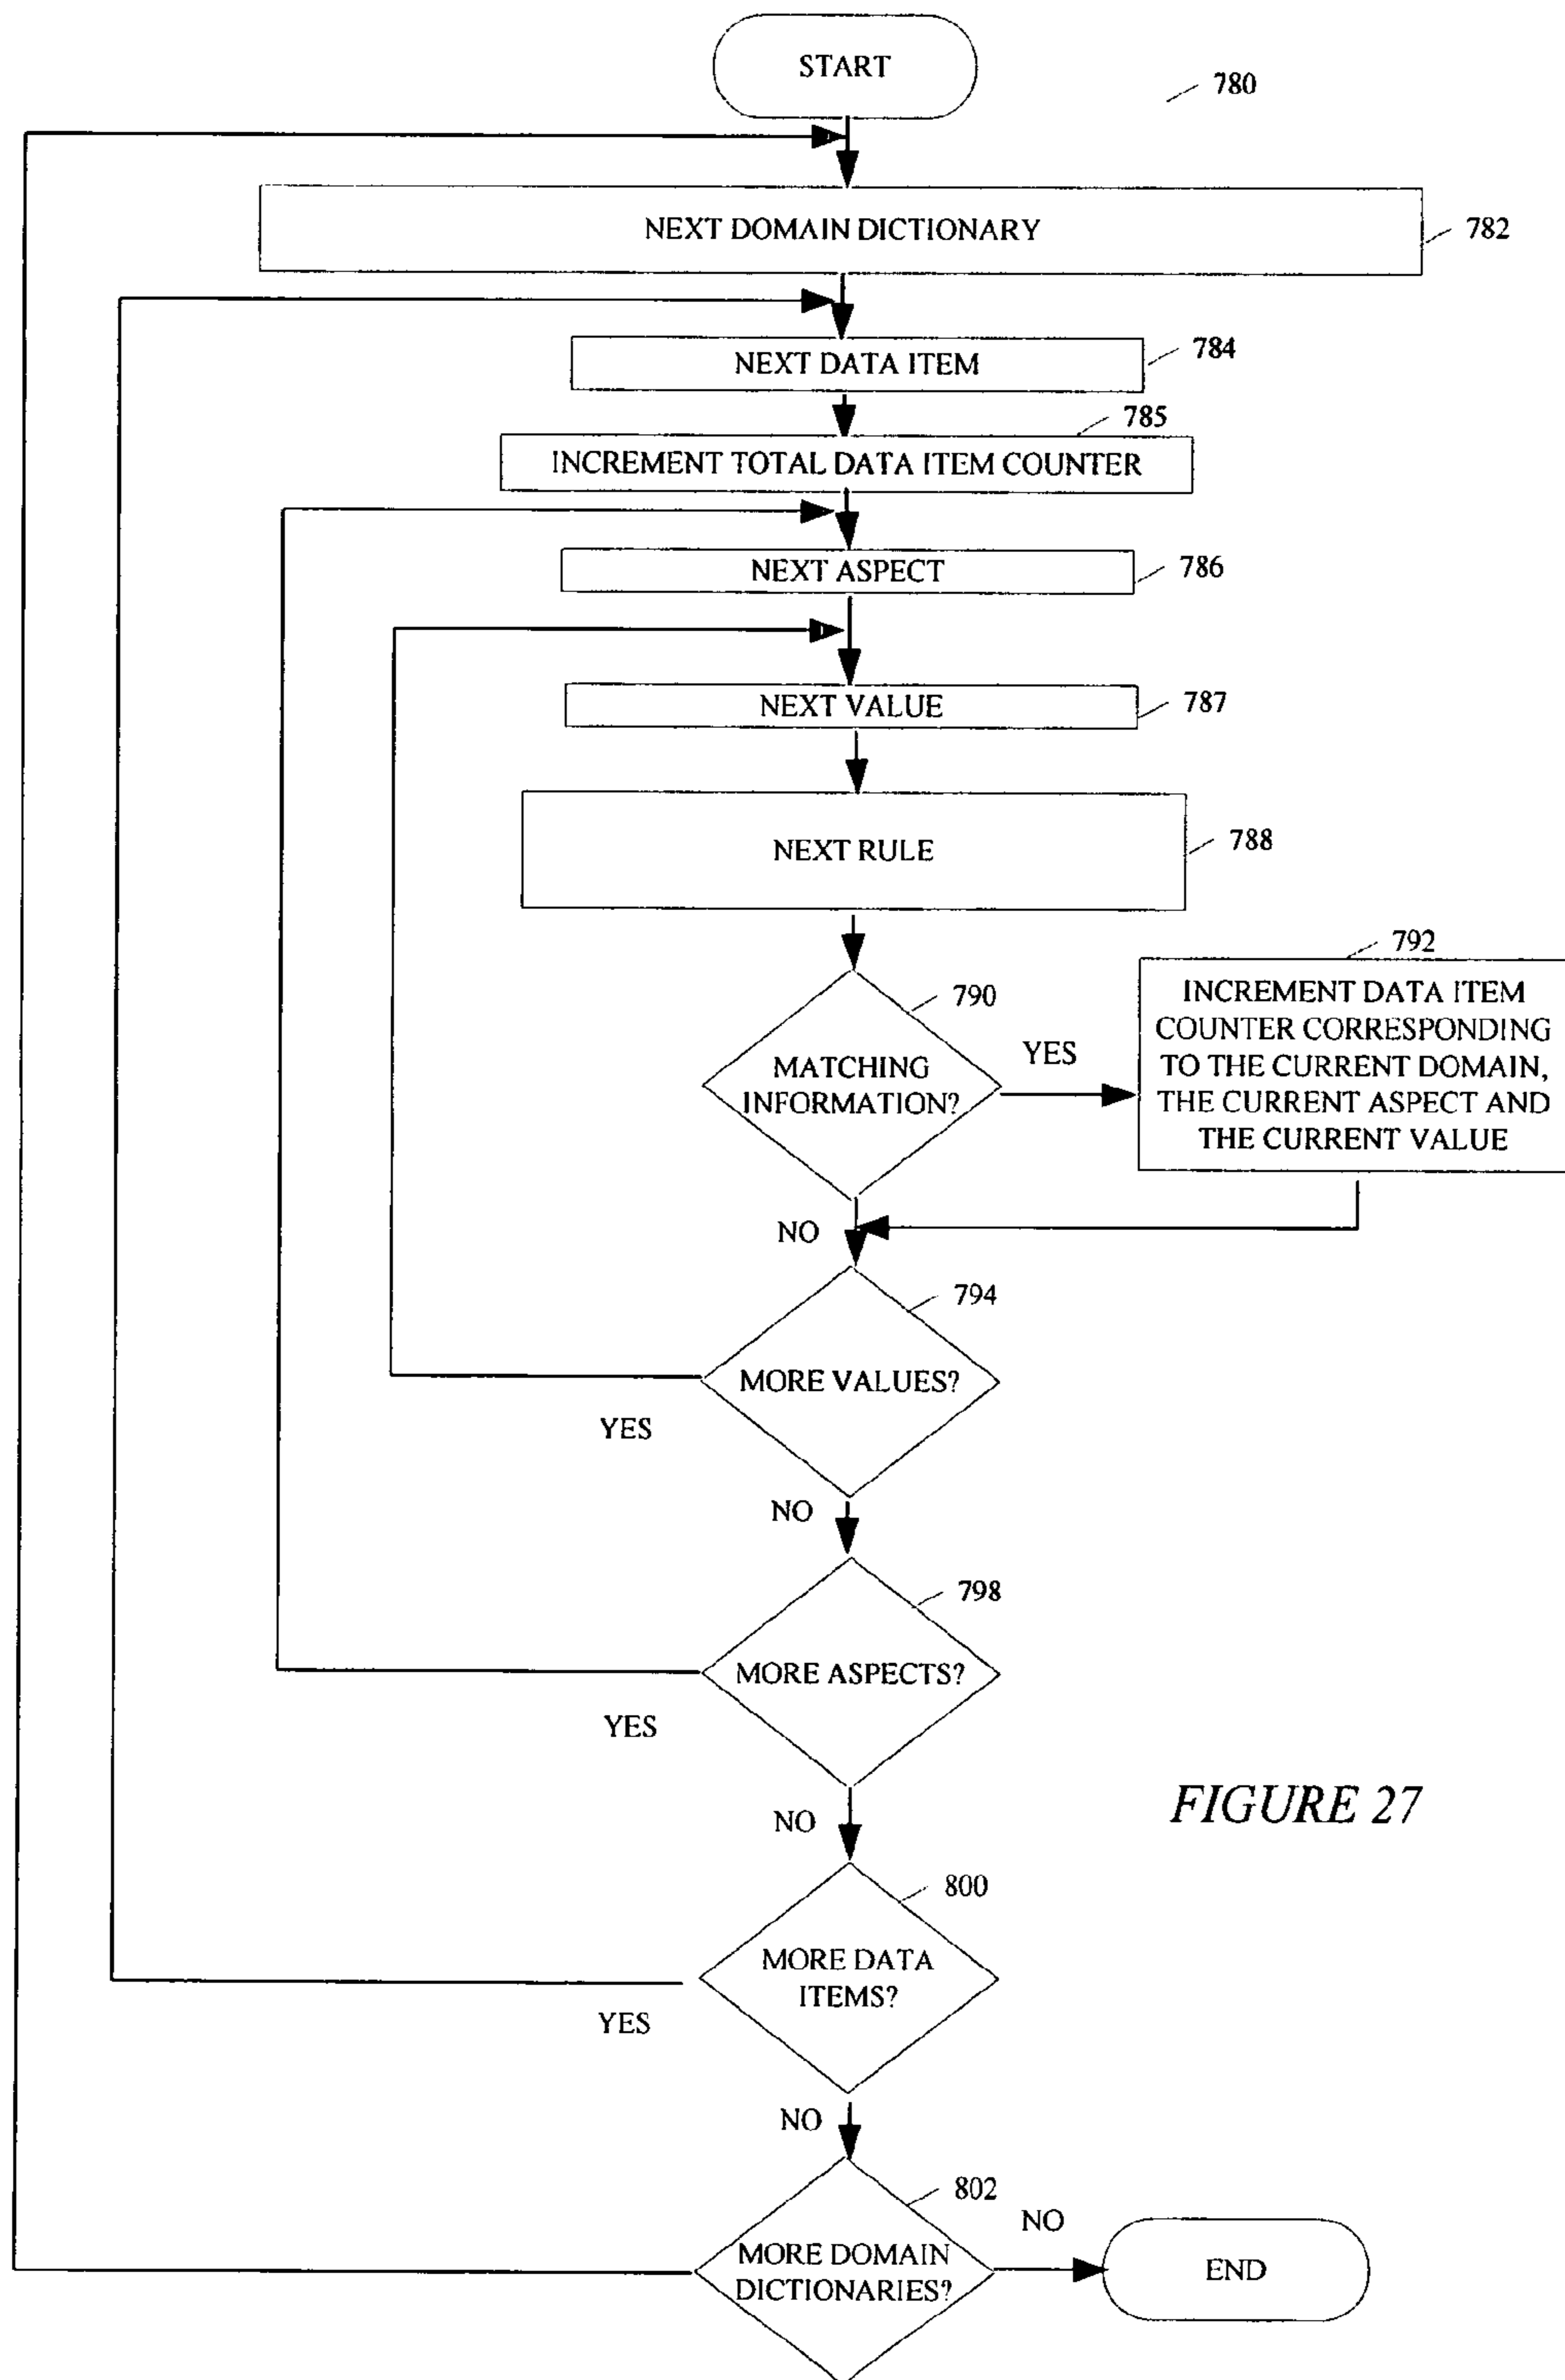 START
780
NEXT DOMAIN DICTIONARY
782
NEXT DATA ITEM
784
785
INCREMENT TOTAL DATA ITEM COUNTER
NEXT ASPECT
786
NEXT VALUE
787
NEXT RULE
788
790
MATCHING
INFORMATION?
YES
792
INCREMENT DATA ITEM
COUNTER CORRESPONDING
TO THE CURRENT DOMAIN,
THE CURRENT ASPECT AND
THE CURRENT VALUE
NO
794
MORE VALUES?
YES
NO
798
MORE ASPECTS?
YES
NO
FIGURE 27
800
MORE DATA
ITEMS?
YES
NO
802
MORE DOMAIN
DICTIONARIES?
NO
END